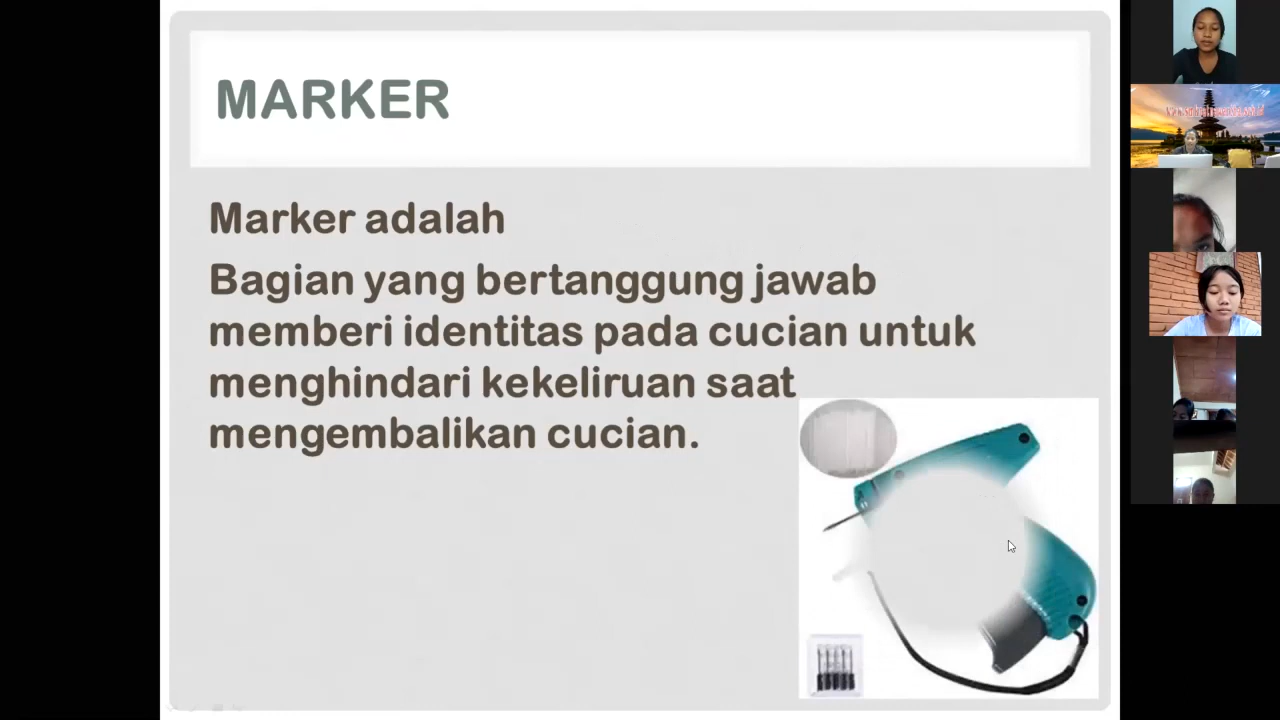 MARKER
Marker adalah
Bagian yang bertanggung jawab
memberi identitas pada cucian untuk
menghindari kekeliruan saat
mengembalikan cucian.